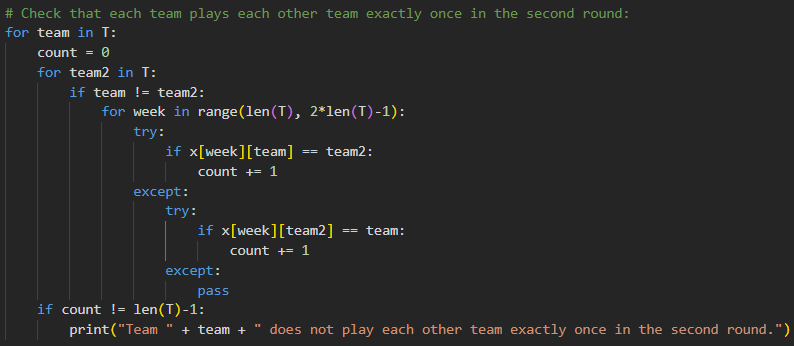 # Check that each team plays each other team exactly once in the second round:
for team in T:
    count = 0
    for team2 in T:
        if team != team2:
            for week in range(len(T), 2*len(T)-1):
                try:
                    if x[week][team] == team2:
                        count += 1
                except:
                    try:
                        if x[week][team2] == team:
                            count += 1
                    except:
                        pass
    if count != len(T)-1:
        print("Team " + team + " does not play each other team exactly once in the second round.")